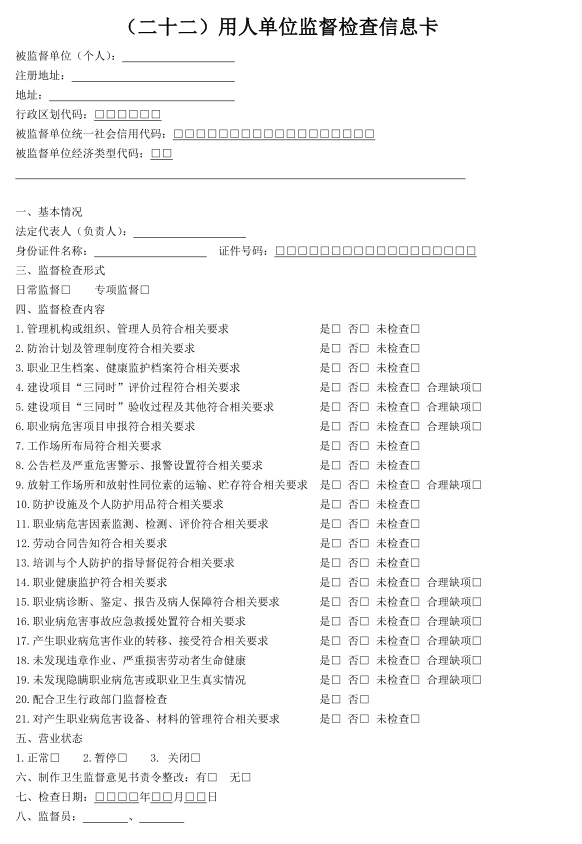 （二十二）用人单位监督检查信息卡
被监督单位（个人）：
注册地址：
地址：
行政区划代码：□□□□□□
被监督单位统一社会信用代码：□□□□□□□□□□□□□□□□□□
被监督单位经济类型代码：□□
一、基本情况
法定代表人（负责人）：
身份证件名称： 证件号码：□□□□□□□□□□□□□□□□□□
三、监督检查形式
日常监督□ 专项监督□
四、监督检查内容
1.管理机构或组织、管理人员符合相关要求 是□ 否□ 未检查□
2.防治计划及管理制度符合相关要求 是□ 否□ 未检查□
3.职业卫生档案、健康监护档案符合相关要求 是□ 否□ 未检查□
4.建设项目“三同时”评价过程符合相关要求 是□ 否□ 未检查□ 合理缺项□
5.建设项目“三同时”验收过程及其他符合相关要求 是□ 否□ 未检查□ 合理缺项□
6.职业病危害项目申报符合相关要求 是□ 否□ 未检查□ 合理缺项□
7.工作场所布局符合相关要求 是□ 否□ 未检查□
8.公告栏及严重危害警示、报警设置符合相关要求 是□ 否□ 未检查□
9.放射工作场所和放射性同位素的运输、贮存符合相关要求 是□ 否□ 未检查□ 合理缺项□
10.防护设施及个人防护用品符合相关要求 是□ 否□ 未检查□
11.职业病危害因素监测、检测、评价符合相关要求 是□ 否□ 未检查□
12.劳动合同告知符合相关要求 是□ 否□ 未检查□
13.培训与个人防护的指导督促符合相关要求 是□ 否□ 未检查□
14.职业健康监护符合相关要求 是□ 否□ 未检查□ 合理缺项□
15.职业病诊断、鉴定、报告及病人保障符合相关要求 是□ 否□ 未检查□ 合理缺项□
16.职业病危害事故应急救援处置符合相关要求 是□ 否□ 未检查□ 合理缺项□
17.产生职业病危害作业的转移、接受符合相关要求 是□ 否□ 未检查□ 合理缺项□
18.未发现违章作业、严重损害劳动者生命健康 是□ 否□ 未检查□ 合理缺项□
19.未发现隐瞒职业病危害或职业卫生真实情况 是□ 否□ 未检查□ 合理缺项□
20.配合卫生行政部门监督检查 是□ 否□
21.对产生职业病危害设备、材料的管理符合相关要求 是□ 否□ 未检查□
五、营业状态
1.正常□ 2.暂停□ 3. 关闭□
六、制作卫生监督意见书责令整改：有□ 无□
七、检查日期：□□□□年□□月□□日
八、监督员： 、